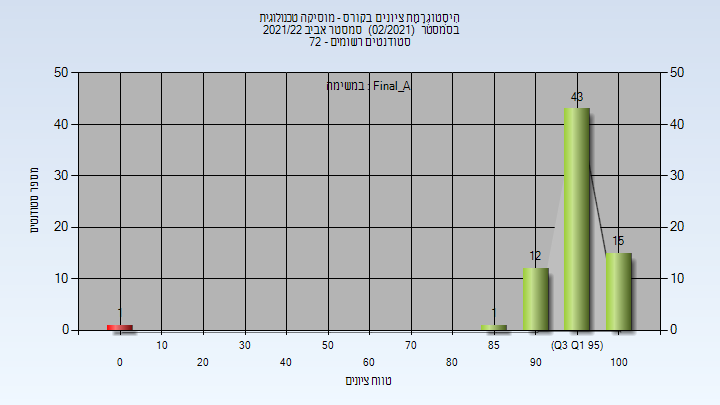 היסטוגרמת ציונים בקורס - מוסיקה טכנולוגית
בסמסטר (02/2021) סמסטר אביב 2021/22
סטודנטים רשומים - 72
במשימה : Final_A
מספר סטודנטים
50 50
40 40
30 30
20 20
10 10
0 0
1 1 12 43 15
10 30 50 70 85 (Q3 Q1 95)
0 20 40 60 80 90 100
טווח ציונים